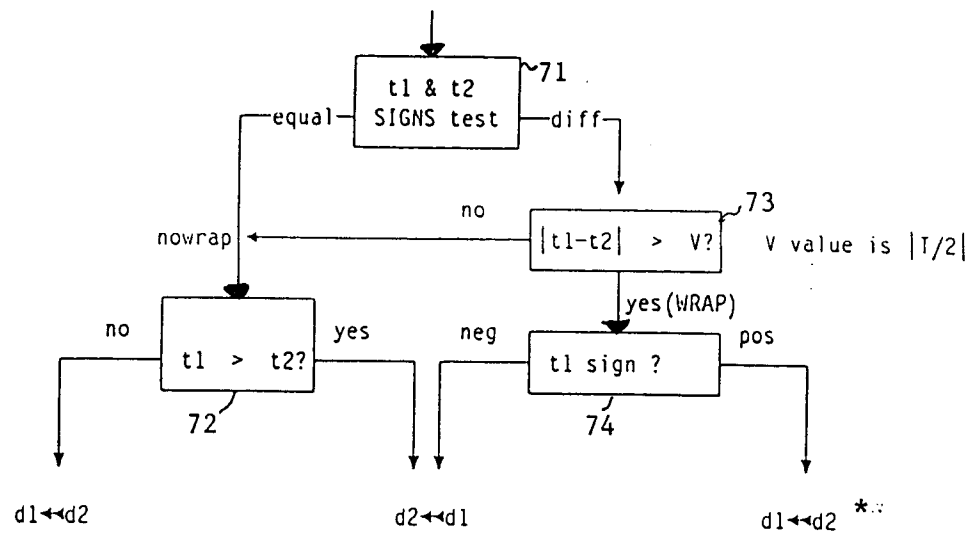 71
t1 & t2
SIGNS test
equal
diff
73
no
nowrap
|t1-t2| > V?
V value is |T/2|
yes(WRAP)
no
yes
neg
pos
t1 > t2?
t1 sign ?
72
74
d1◄◄d2
d2◄◄d1
d1◄◄d2 *